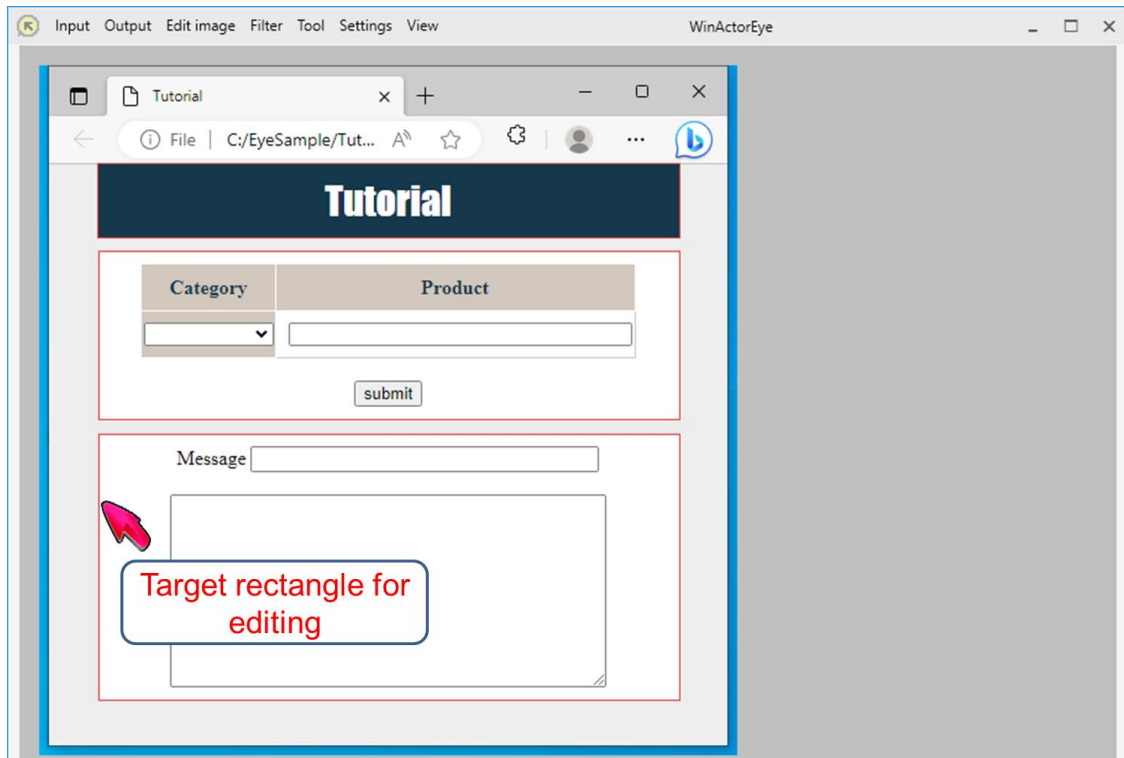 Input Output Edit image Filter Tool Settings View WinActorEye
Tutorial
File | C:/EyeSample/Tut...
Tutorial
Category Product
submit
Message
Target rectangle for
editing